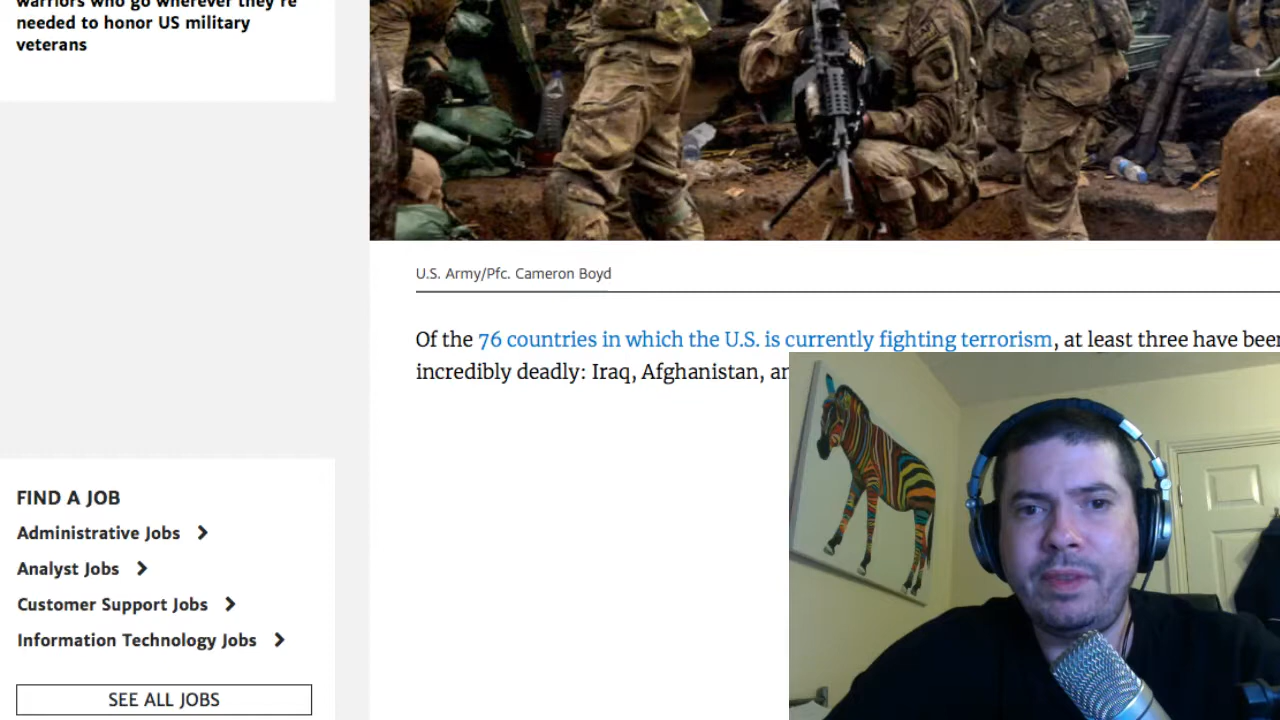 warriors who go wherever they're
needed to honor US military
veterans
U.S. Army/Pfc. Cameron Boyd
Of the 76 countries in which the U.S. is currently fighting terrorism, at least three have been
incredibly deadly: Iraq, Afghanistan,
FIND A JOB
Administrative Jobs
Analyst Jobs
Customer Support Jobs
Information Technology Jobs
SEE ALL JOBS